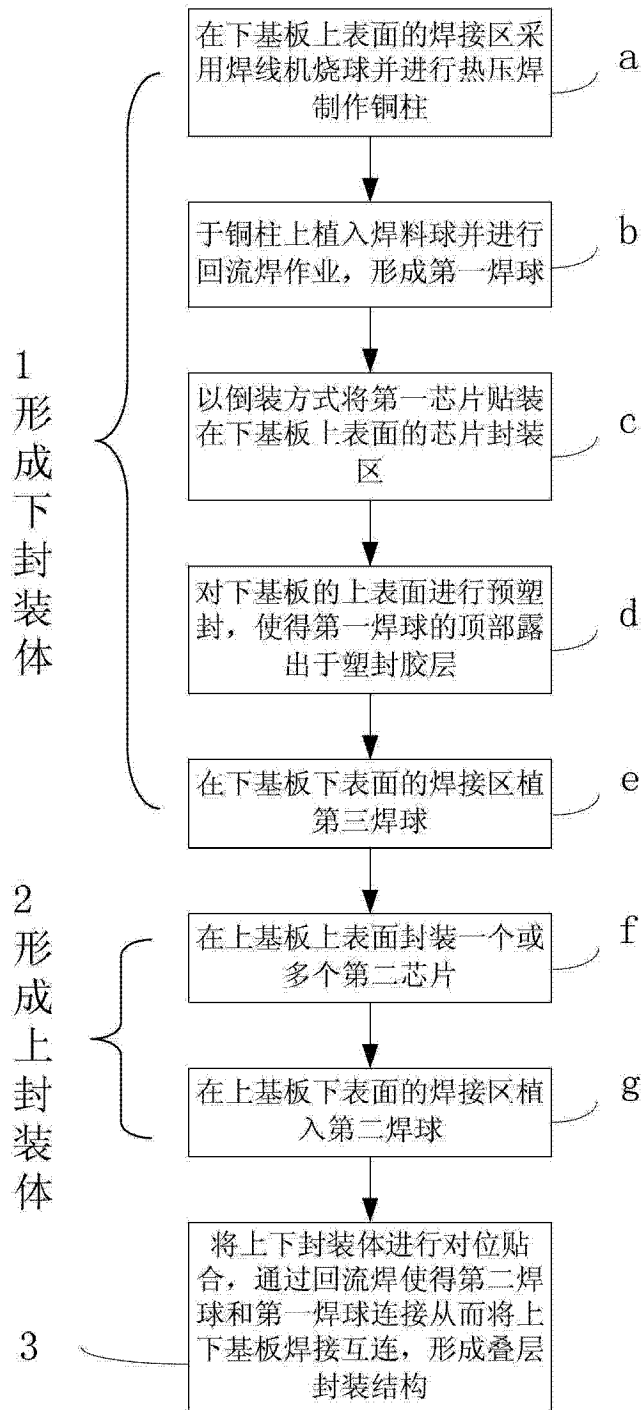 在下基板上表面的焊接区采
用焊线机烧球并进行热压焊
制作铜柱
a
于铜柱上植入焊料球并进行
回流焊作业，形成第一焊球
b
以倒装方式将第一芯片贴装
在下基板上表面的芯片封装
区
c
对下基板的上表面进行预塑
封，使得第一焊球的顶部露
出于塑封胶层
d
在下基板下表面的焊接区植
第三焊球
e
1
形成下封装体
在上基板上表面封装一个或
多个第二芯片
f
在上基板下表面的焊接区植
入第二焊球
g
2
形成上封装体
将上下封装体进行对位贴
合，通过回流焊使得第二焊
球和第一焊球连接从而将上
下基板焊接互连，形成叠层
封装结构
3